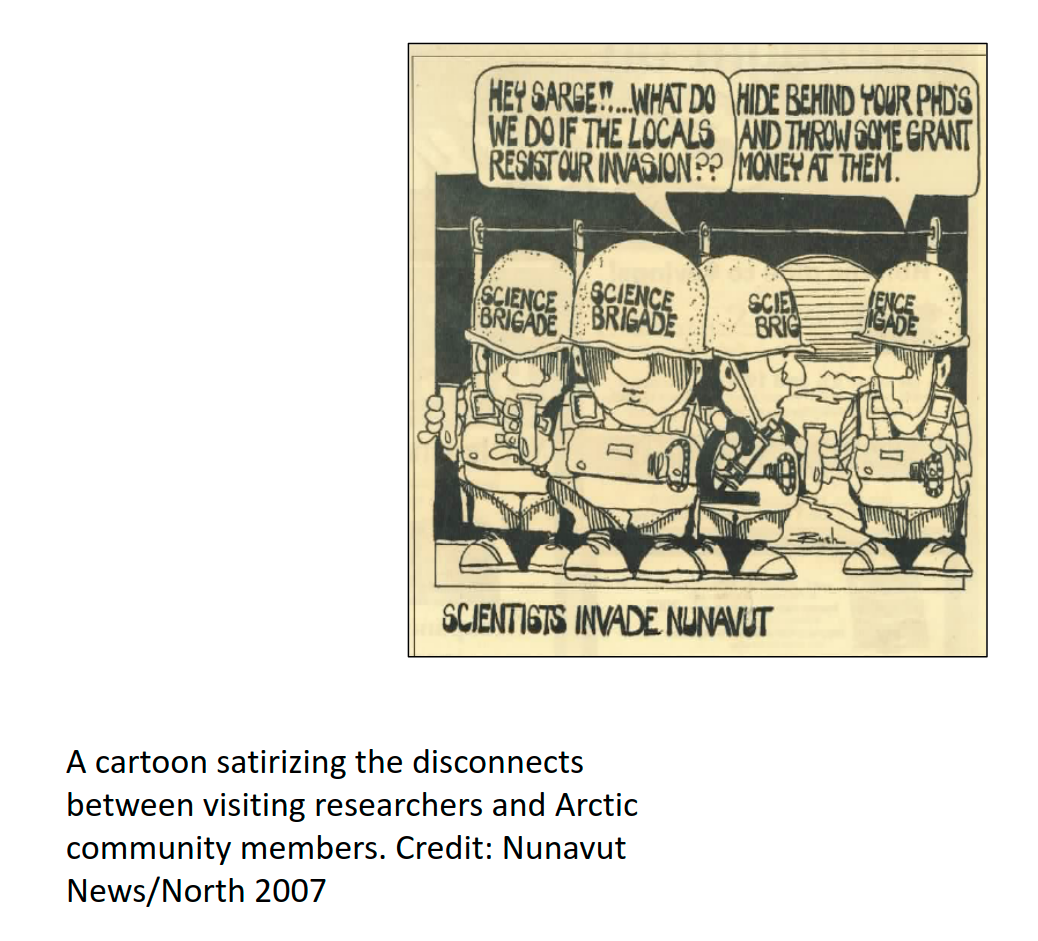 HEY SARGE!!....WHAT DO
WE DO IF THE LOCALS
RESIST OUR INVASION??
HIDE BEHIND YOUR PHD'S
AND THROW SOME GRANT
MONEY AT THEM.
SCIENCE
BRIGADE
SCIENCE
BRIGADE
SCIE
BRIG
ENCE
IGADE
Bush
SCIENTISTS INVADE NUNAVUT
A cartoon satirizing the disconnects
between visiting researchers and Arctic
community members. Credit: Nunavut
News/North 2007